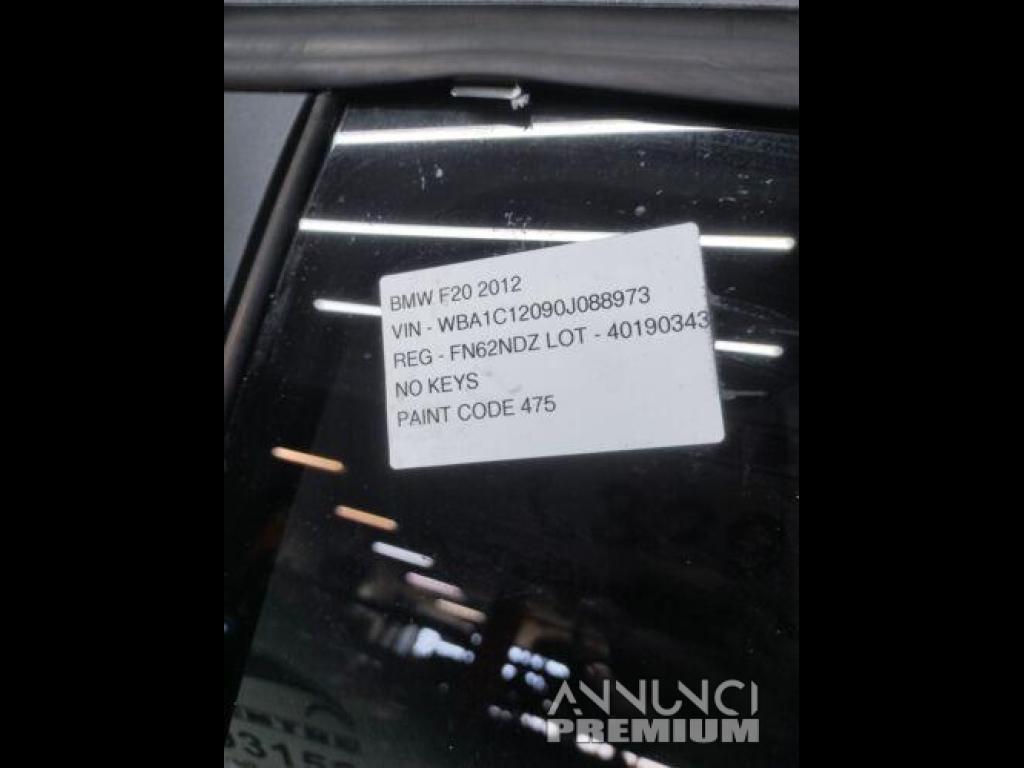 BMW F20 2012
VIN - WBA1C12090J088973
REG - FN62NDZ LOT - 40190343
NO KEYS
PAINT CODE 475
ANNUNCI
PREMIUM